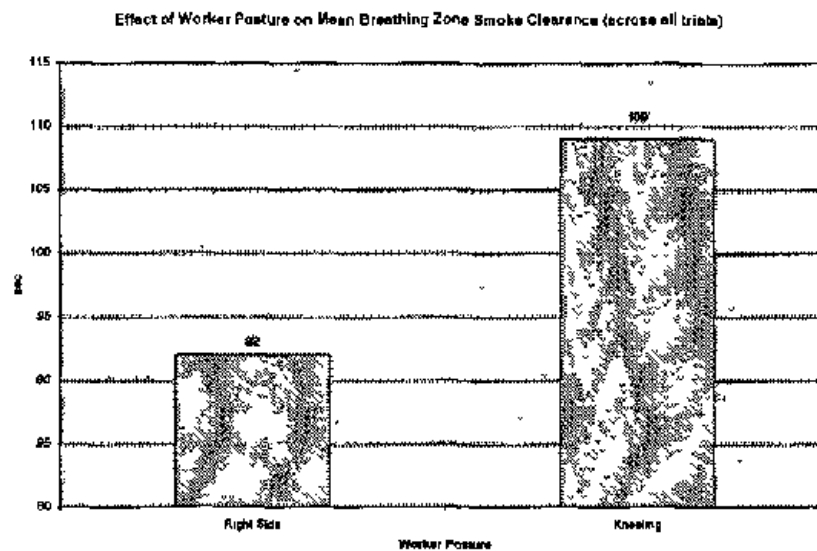 Effect of Worker Posture on Mean Breathing Zone Smoke Clearance (across all trials)
115
110
109
105
100
sec
95
92
90
85
80
Right Side
Kneeling
Worker Posture